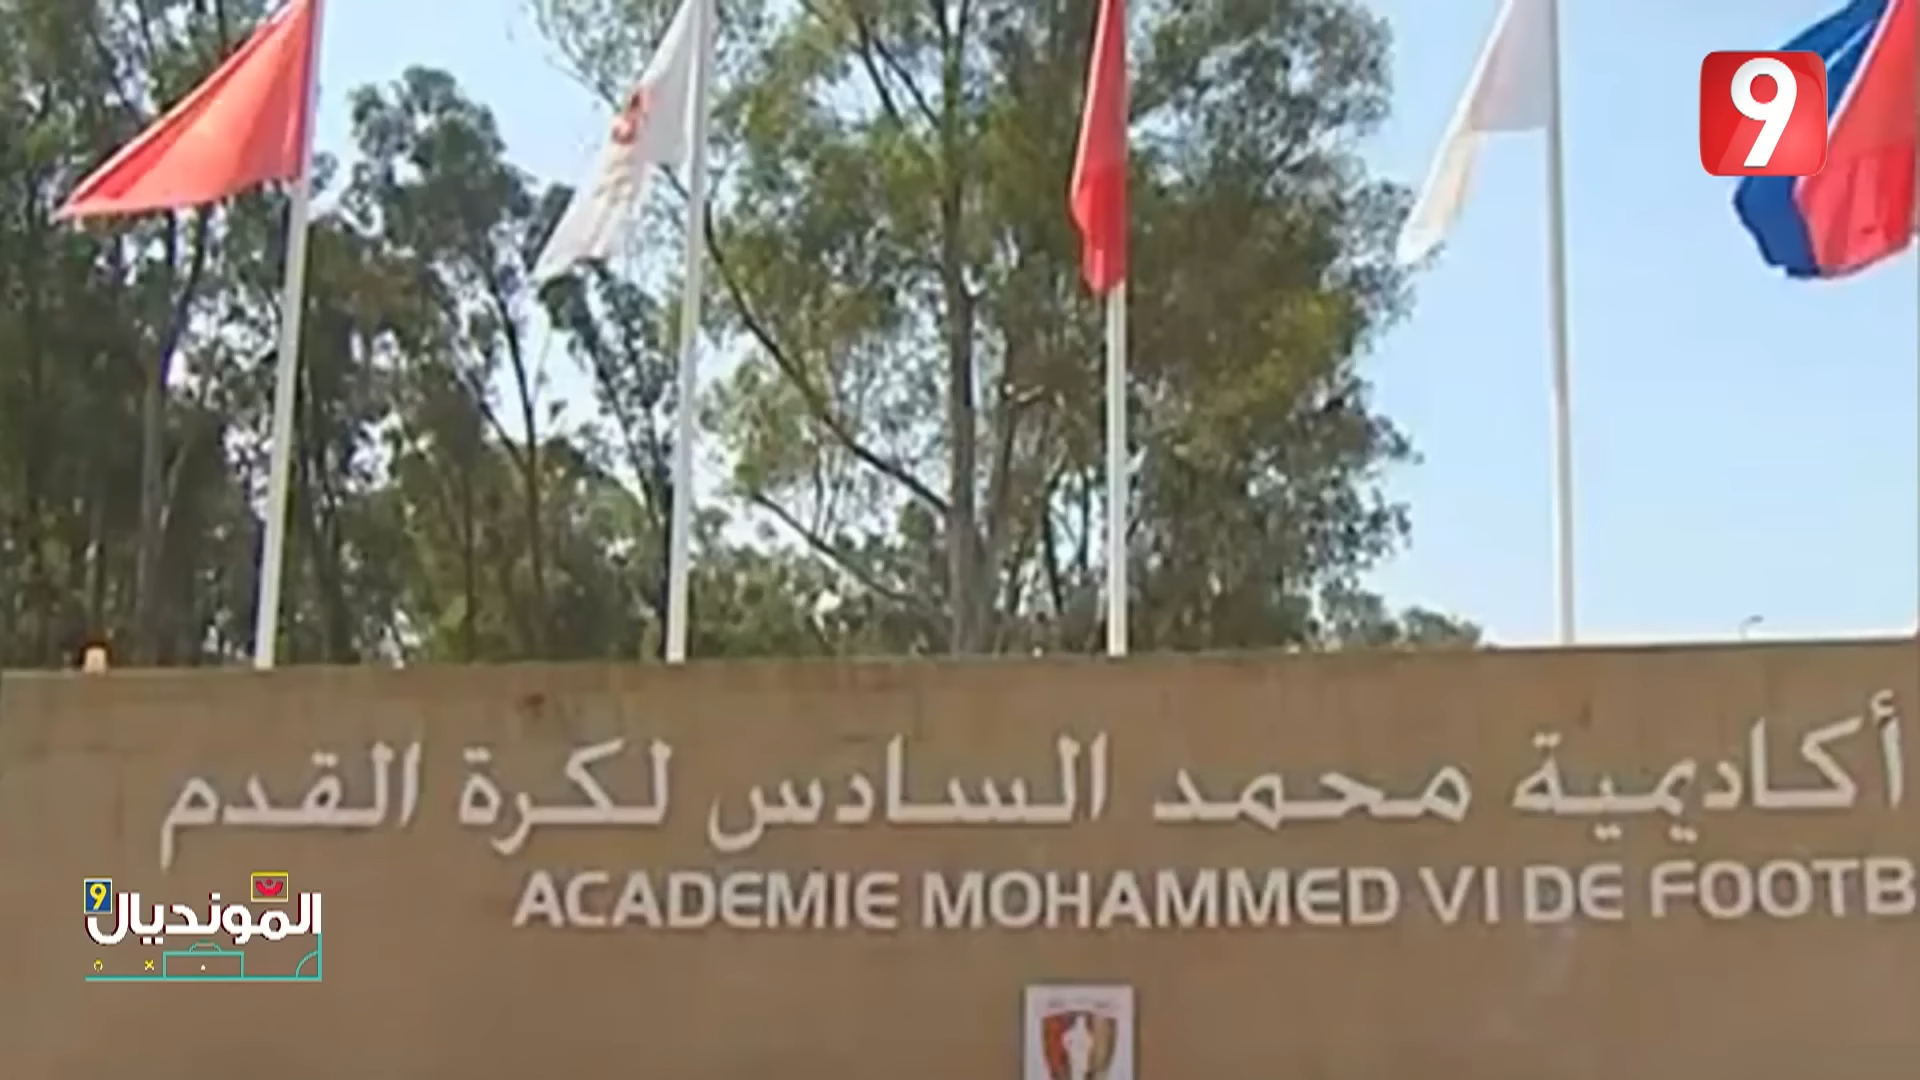 9
أكاديمية محمد السادس لكرة القدم
ACADEMIE MOHAMMED VI DE FOOTB
9
المونديال